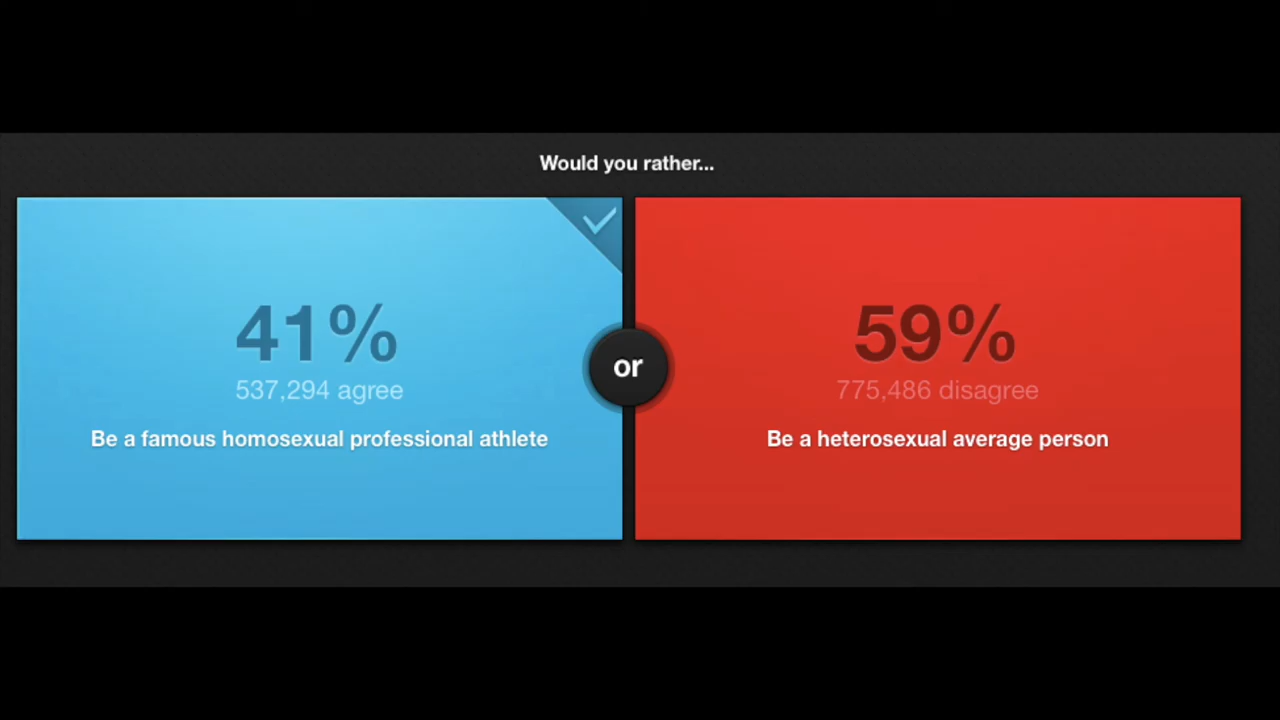 Would you rather...
41%
537,294 agree
Be a famous homosexual professional athlete
or
59%
775,486 disagree
Be a heterosexual average person